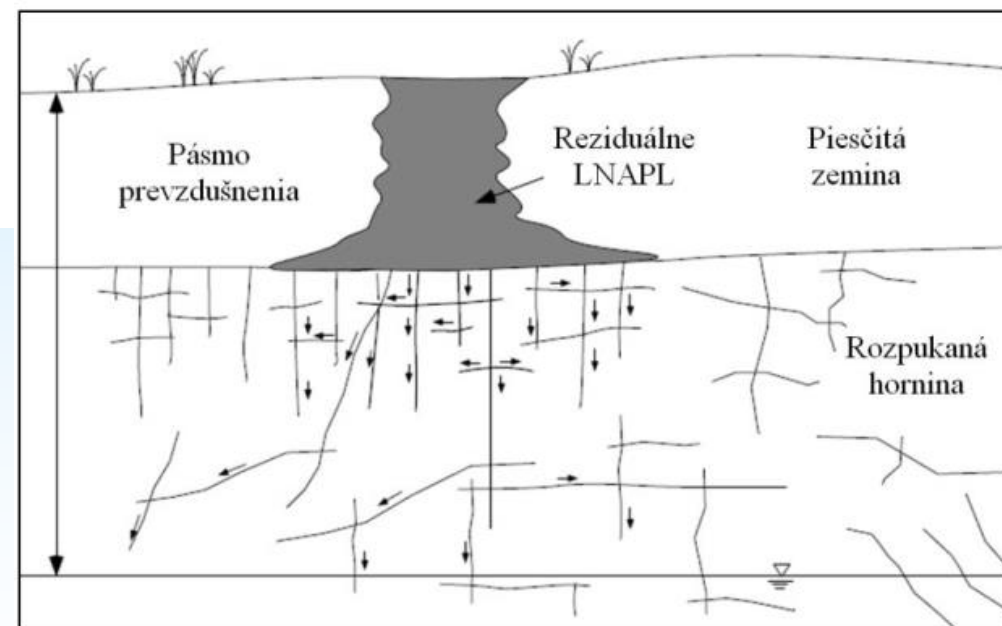 Pásmo
prevzdušnenia
Reziduálne
LNAPL
Piesčitá
zemina
Rozpukaná
hornina